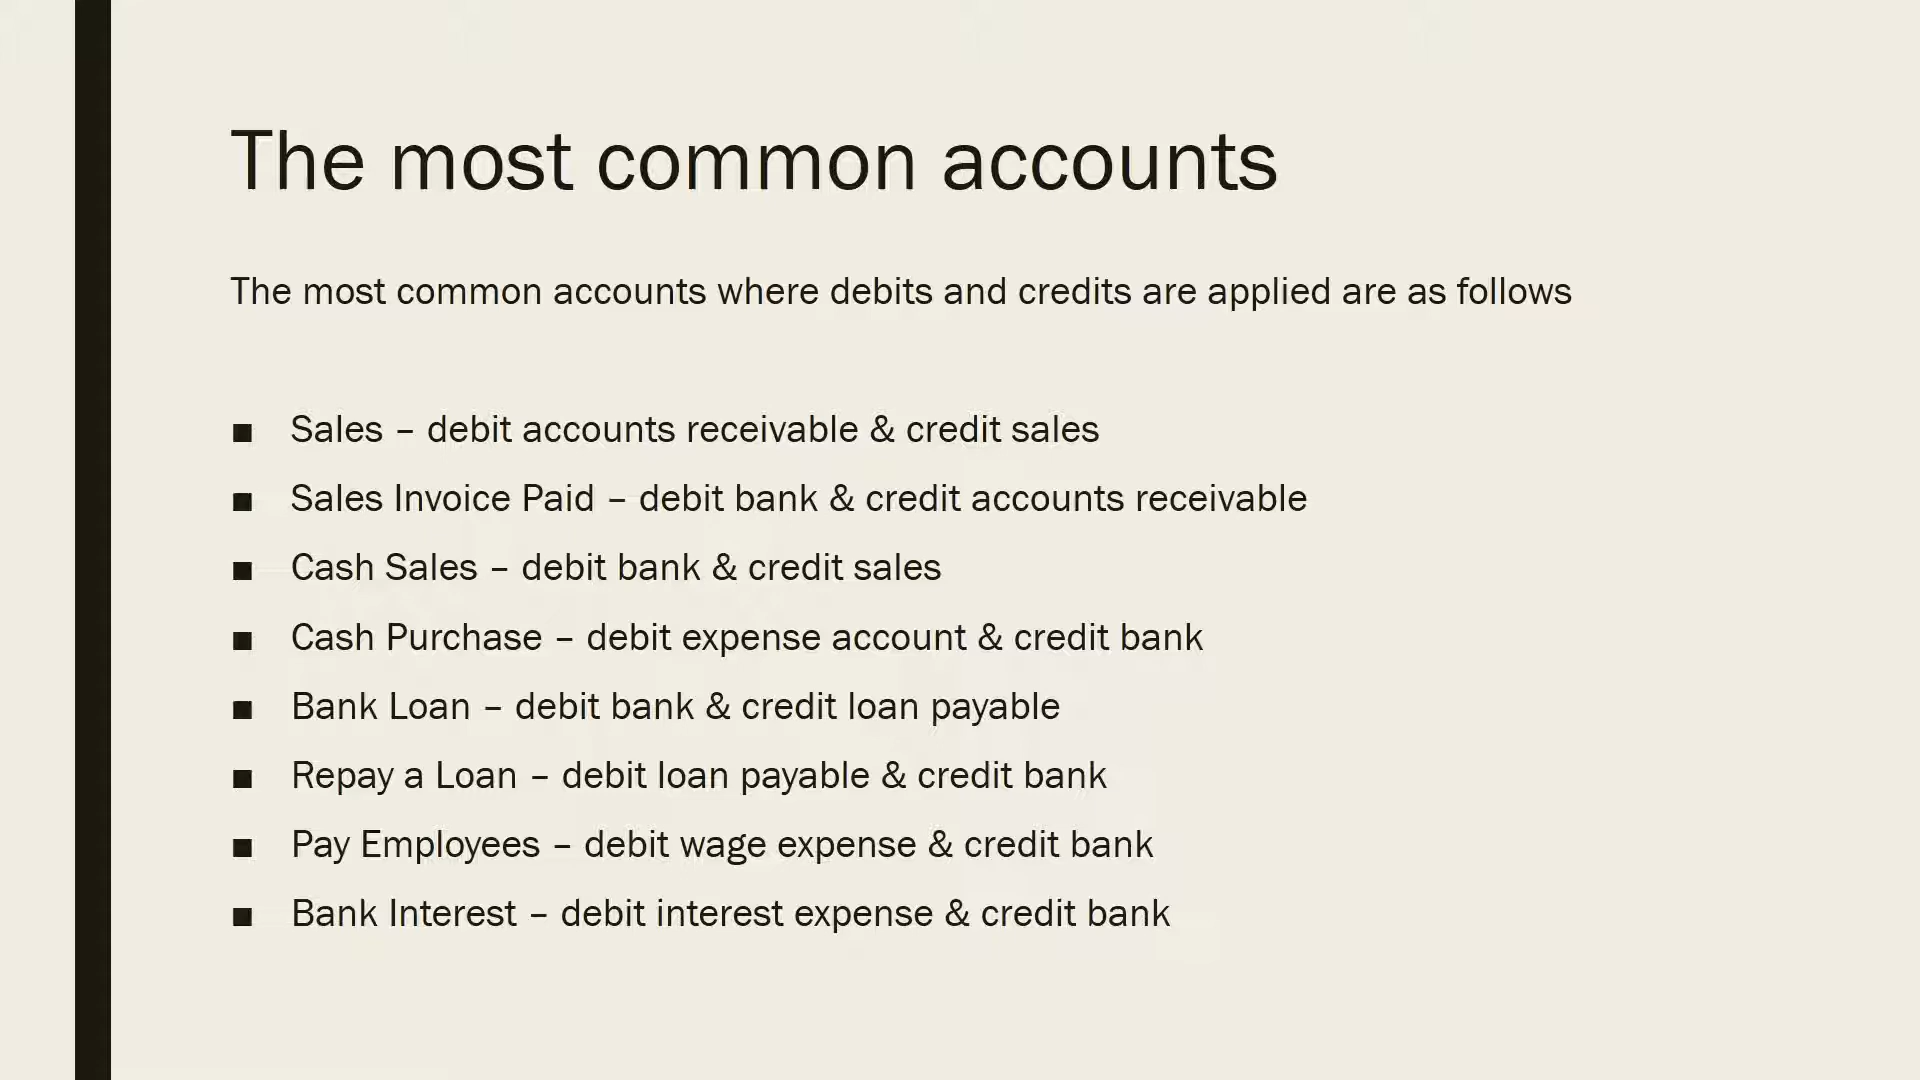 The most common accounts
The most common accounts where debits and credits are applied are as follows
■ Sales – debit accounts receivable & credit sales
■ Sales Invoice Paid – debit bank & credit accounts receivable
■ Cash Sales – debit bank & credit sales
■ Cash Purchase – debit expense account & credit bank
■ Bank Loan – debit bank & credit loan payable
■ Repay a Loan – debit loan payable & credit bank
■ Pay Employees – debit wage expense & credit bank
■ Bank Interest – debit interest expense & credit bank